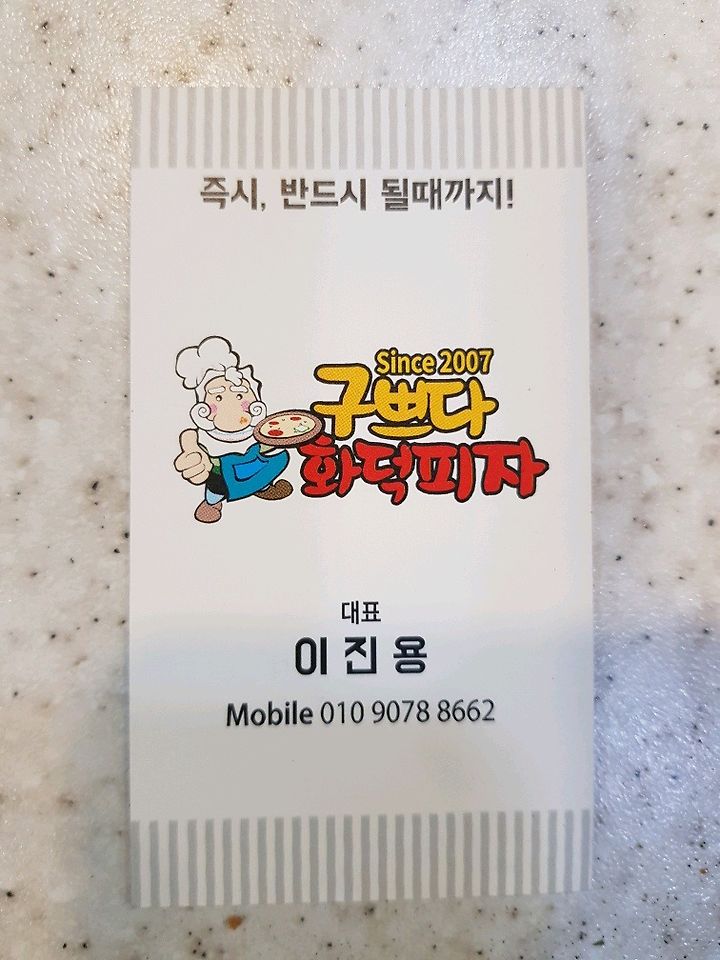 즉시, 반드시 될때까지!
Since 2007
구쁘다
화덕피자
대표
이진용
Mobile 010 9078 8662